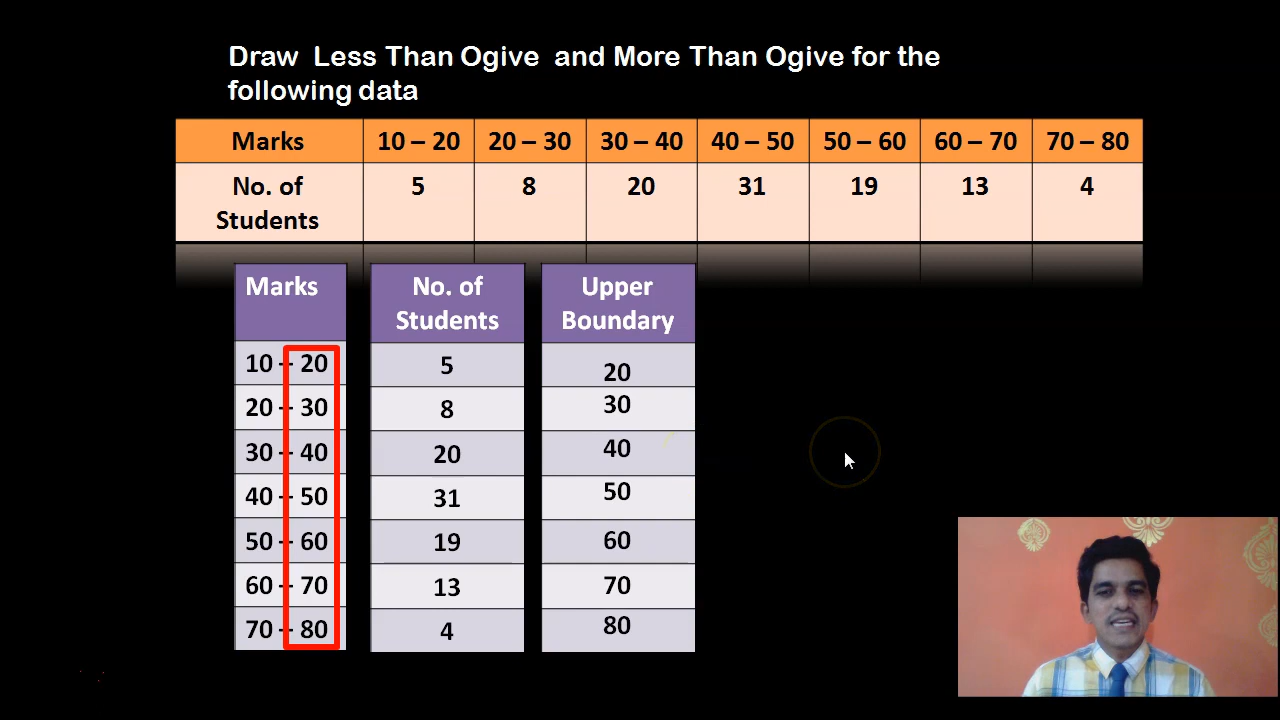 Draw Less Than Ogive and More Than Ogive for the
following data
Marks 10 – 20 20 – 30 30 – 40 40 – 50 50 – 60 60 – 70 70 – 80
No. of 5 8 20 31 19 13 4
Students
Marks No. of Upper
Students Boundary
10 – 20 5 20
20 – 30 8 30
30 – 40 20 40
40 – 50 31 50
50 – 60 19 60
60 – 70 13 70
70 – 80 4 80